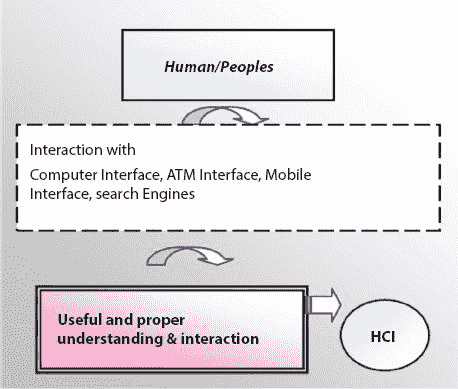 Human/Peoples
Interaction with
Computer Interface, ATM Interface, Mobile
Interface, search Engines
Useful and proper
understanding & interaction
HCI